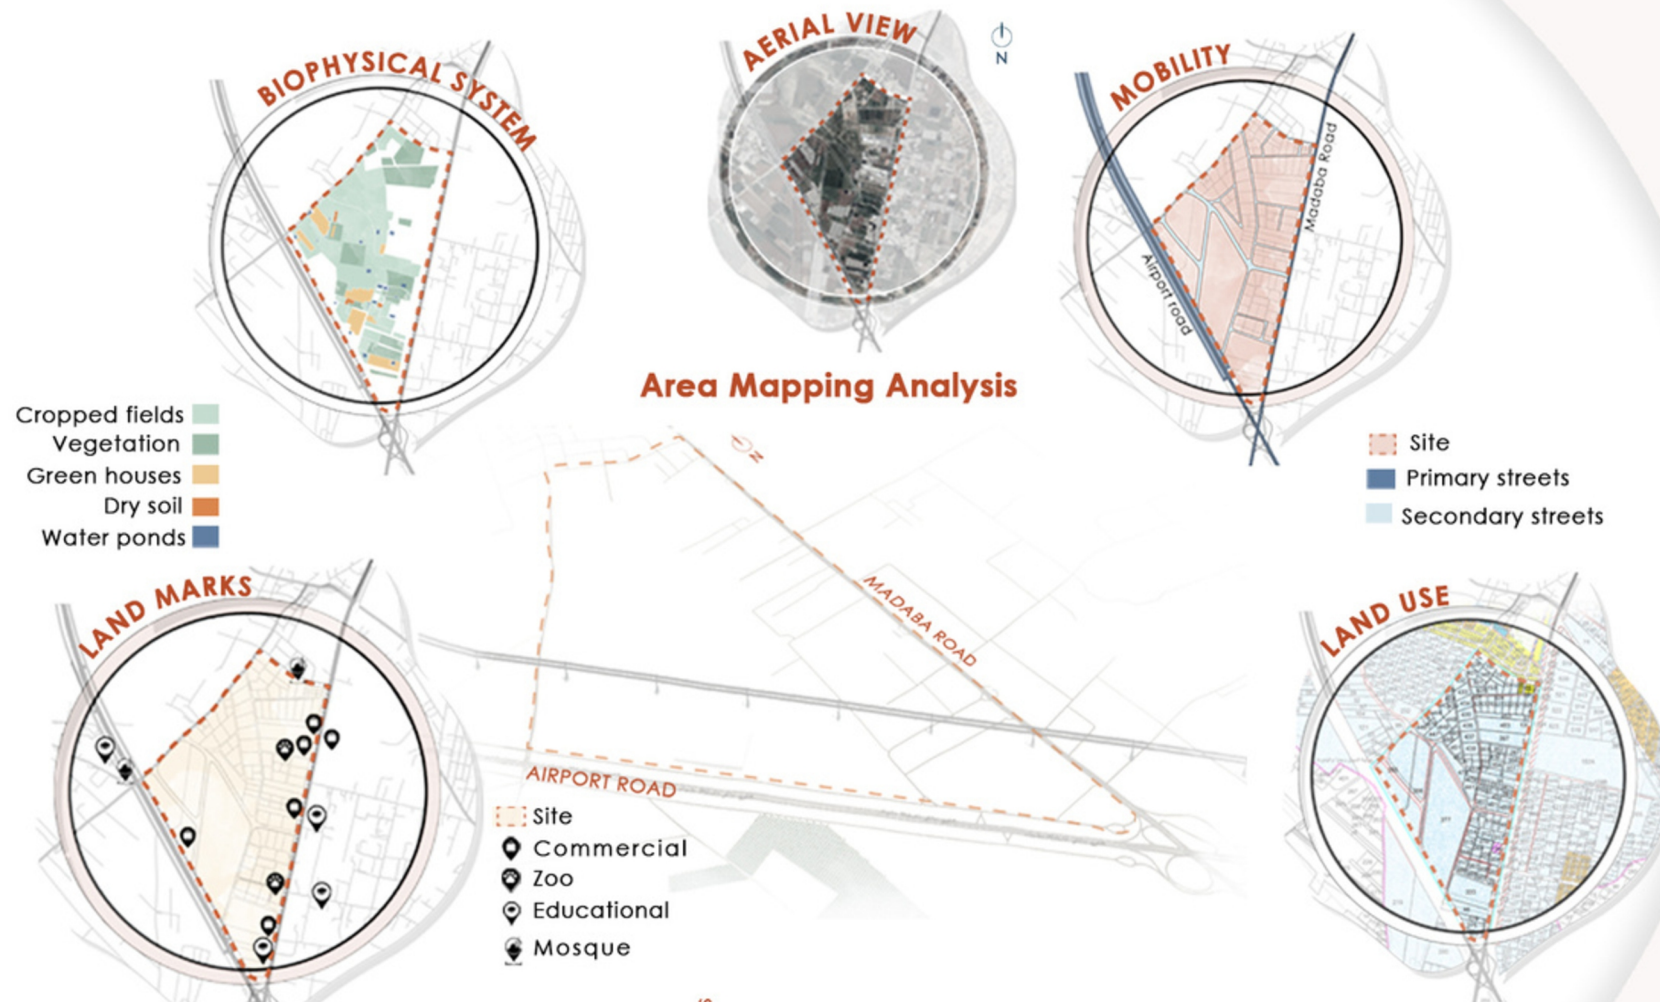 BIOPHYSICAL SYSTEM
AERIAL VIEW
N
MOBILITY
Madaba Road
Airport road
Area Mapping Analysis
Cropped fields
Vegetation
Green houses
Dry soil
Water ponds
Site
Primary streets
Secondary streets
N
LAND MARKS
MADABA ROAD
AIRPORT ROAD
Site
Commercial
Zoo
Educational
Mosque
LAND USE